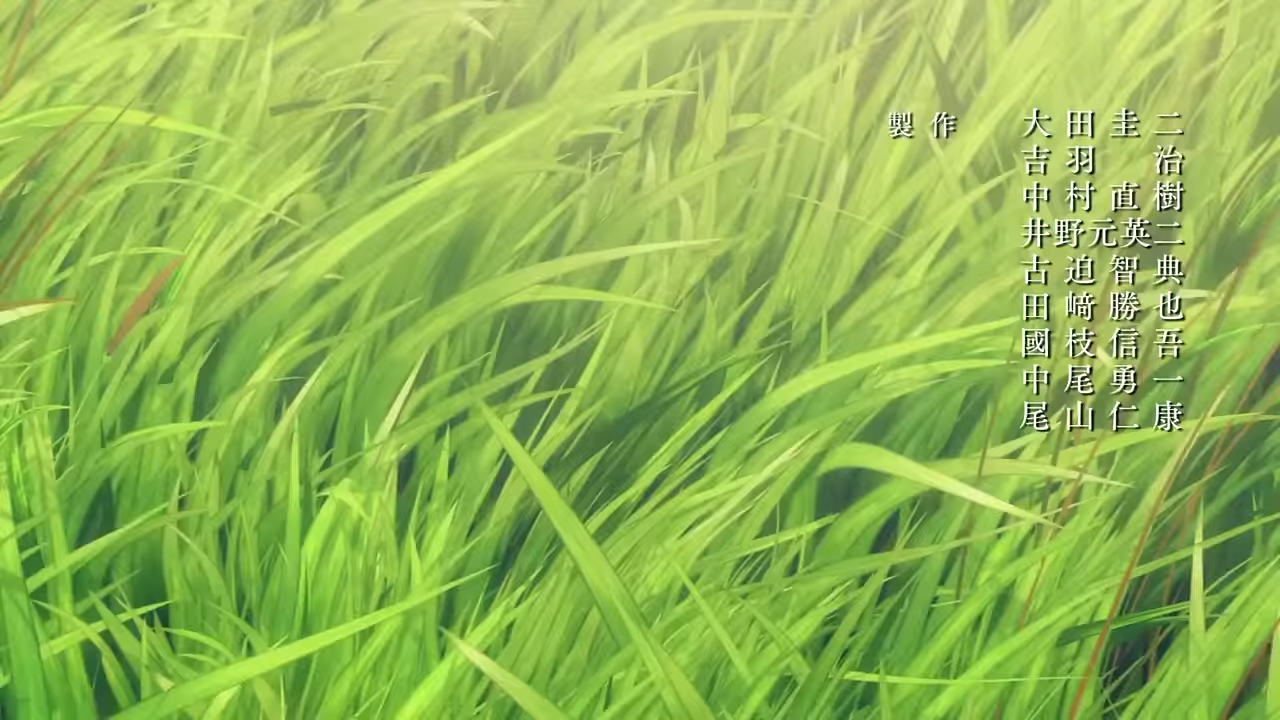 製作 大田圭二
吉羽 治
中村直樹
井野元英二
古迫智典
田﨑勝也
國枝信吾
中尾勇一
尾山仁康